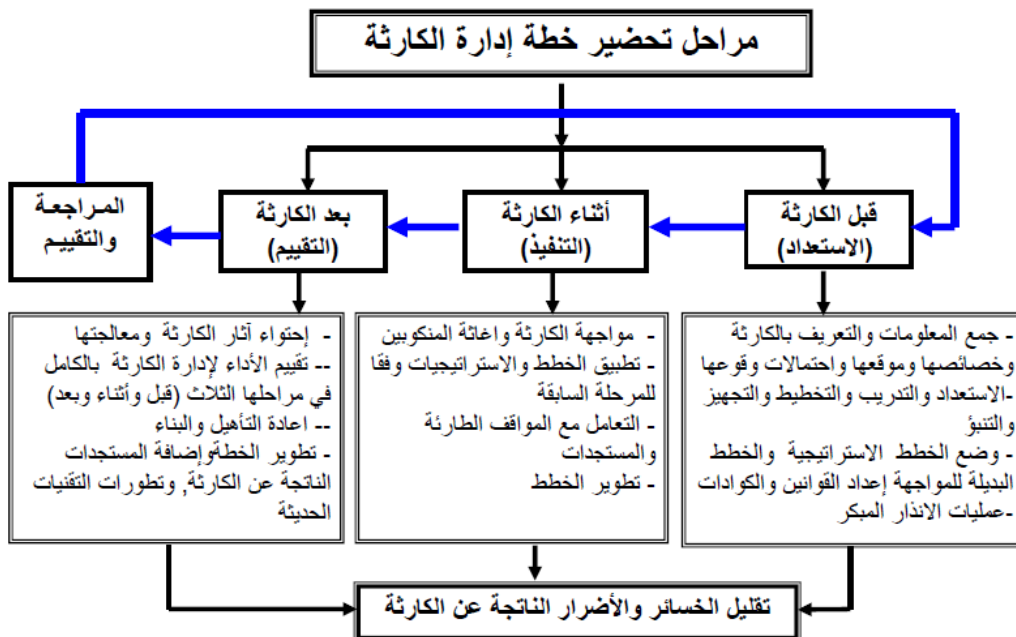 مراحل تحضير خطة إدارة الكارثة
قبل الكارثة
(الاستعداد)
أثناء الكارثة
(التنفيذ)
بعد الكارثة
(التقييم)
المراجعة
والتقييم
- جمع المعلومات والتعريف بالكارثة
وخصائصها وموقعها واحتمالات وقوعها
-الاستعداد والتدريب والتخطيط والتجهيز
والتنبؤ
- وضع الخطط الاستراتيجية والخطط
البديلة للمواجهة إعداد القوانين والكوادات
-عمليات الانذار المبكر
- مواجهة الكارثة واغاثة المنكوبين
- تطبيق الخطط والاستراتيجيات وفقا
للمرحلة السابقة
- التعامل مع المواقف الطارئة
والمستجدات
- تطوير الخطط
- إحتواء آثار الكارثة ومعالجتها
-- تقييم الأداء لإدارة الكارثة بالكامل
في مراحلها الثلاث (قبل وأثناء وبعد)
-- اعادة التأهيل والبناء
- تطوير الخطة وإضافة المستجدات
الناتجة عن الكارثة, وتطورات التقنيات
الحديثة
تقليل الخسائر والأضرار الناتجة عن الكارثة